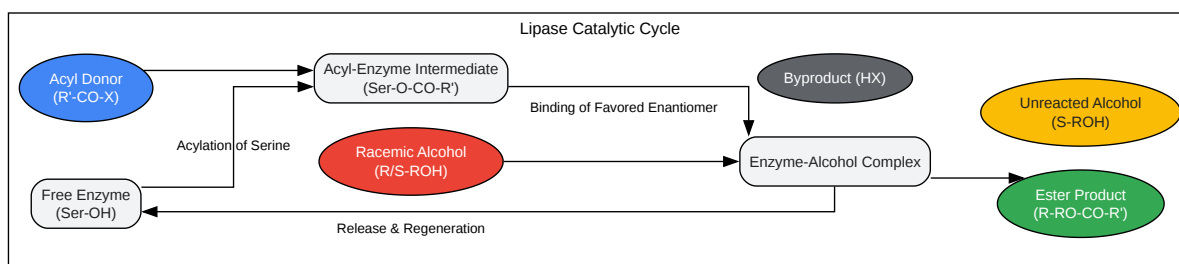 Lipase Catalytic Cycle
Acyl Donor
(R'-CO-X)
Acyl-Enzyme Intermediate
(Ser-O-CO-R')
Byproduct (HX)
Unreacted Alcohol
(S-ROH)
Binding of Favored Enantiomer
Acylation of Serine
Racemic Alcohol
(R/S-ROH)
Enzyme-Alcohol Complex
Free Enzyme
(Ser-OH)
Ester Product
(R-RO-CO-R')
Release & Regeneration